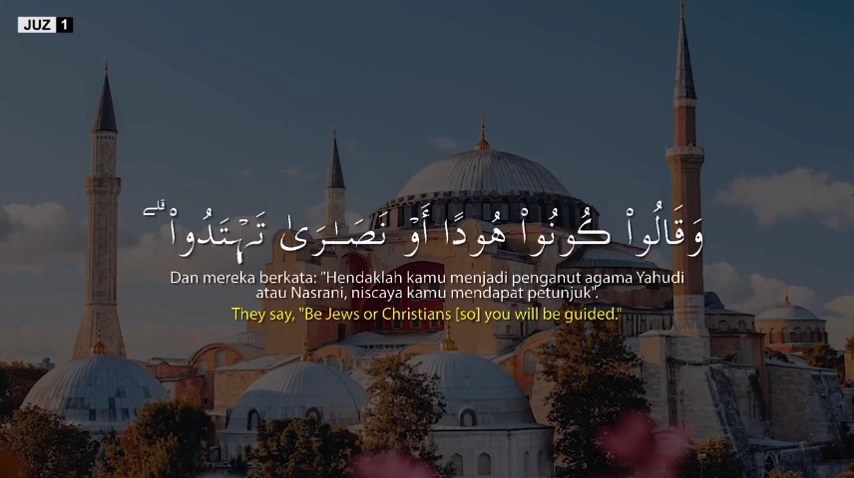 JUZ 1
وَقَالُوا۟ كُونُوا۟ هُودًا أَوْ نَصَـٰرَىٰ تَهْتَدُوا۟ ۗ
Dan mereka berkata: "Hendaklah kamu menjadi penganut agama Yahudi
atau Nasrani, niscaya kamu mendapat petunjuk".
They say, "Be Jews or Christians [so] you will be guided."